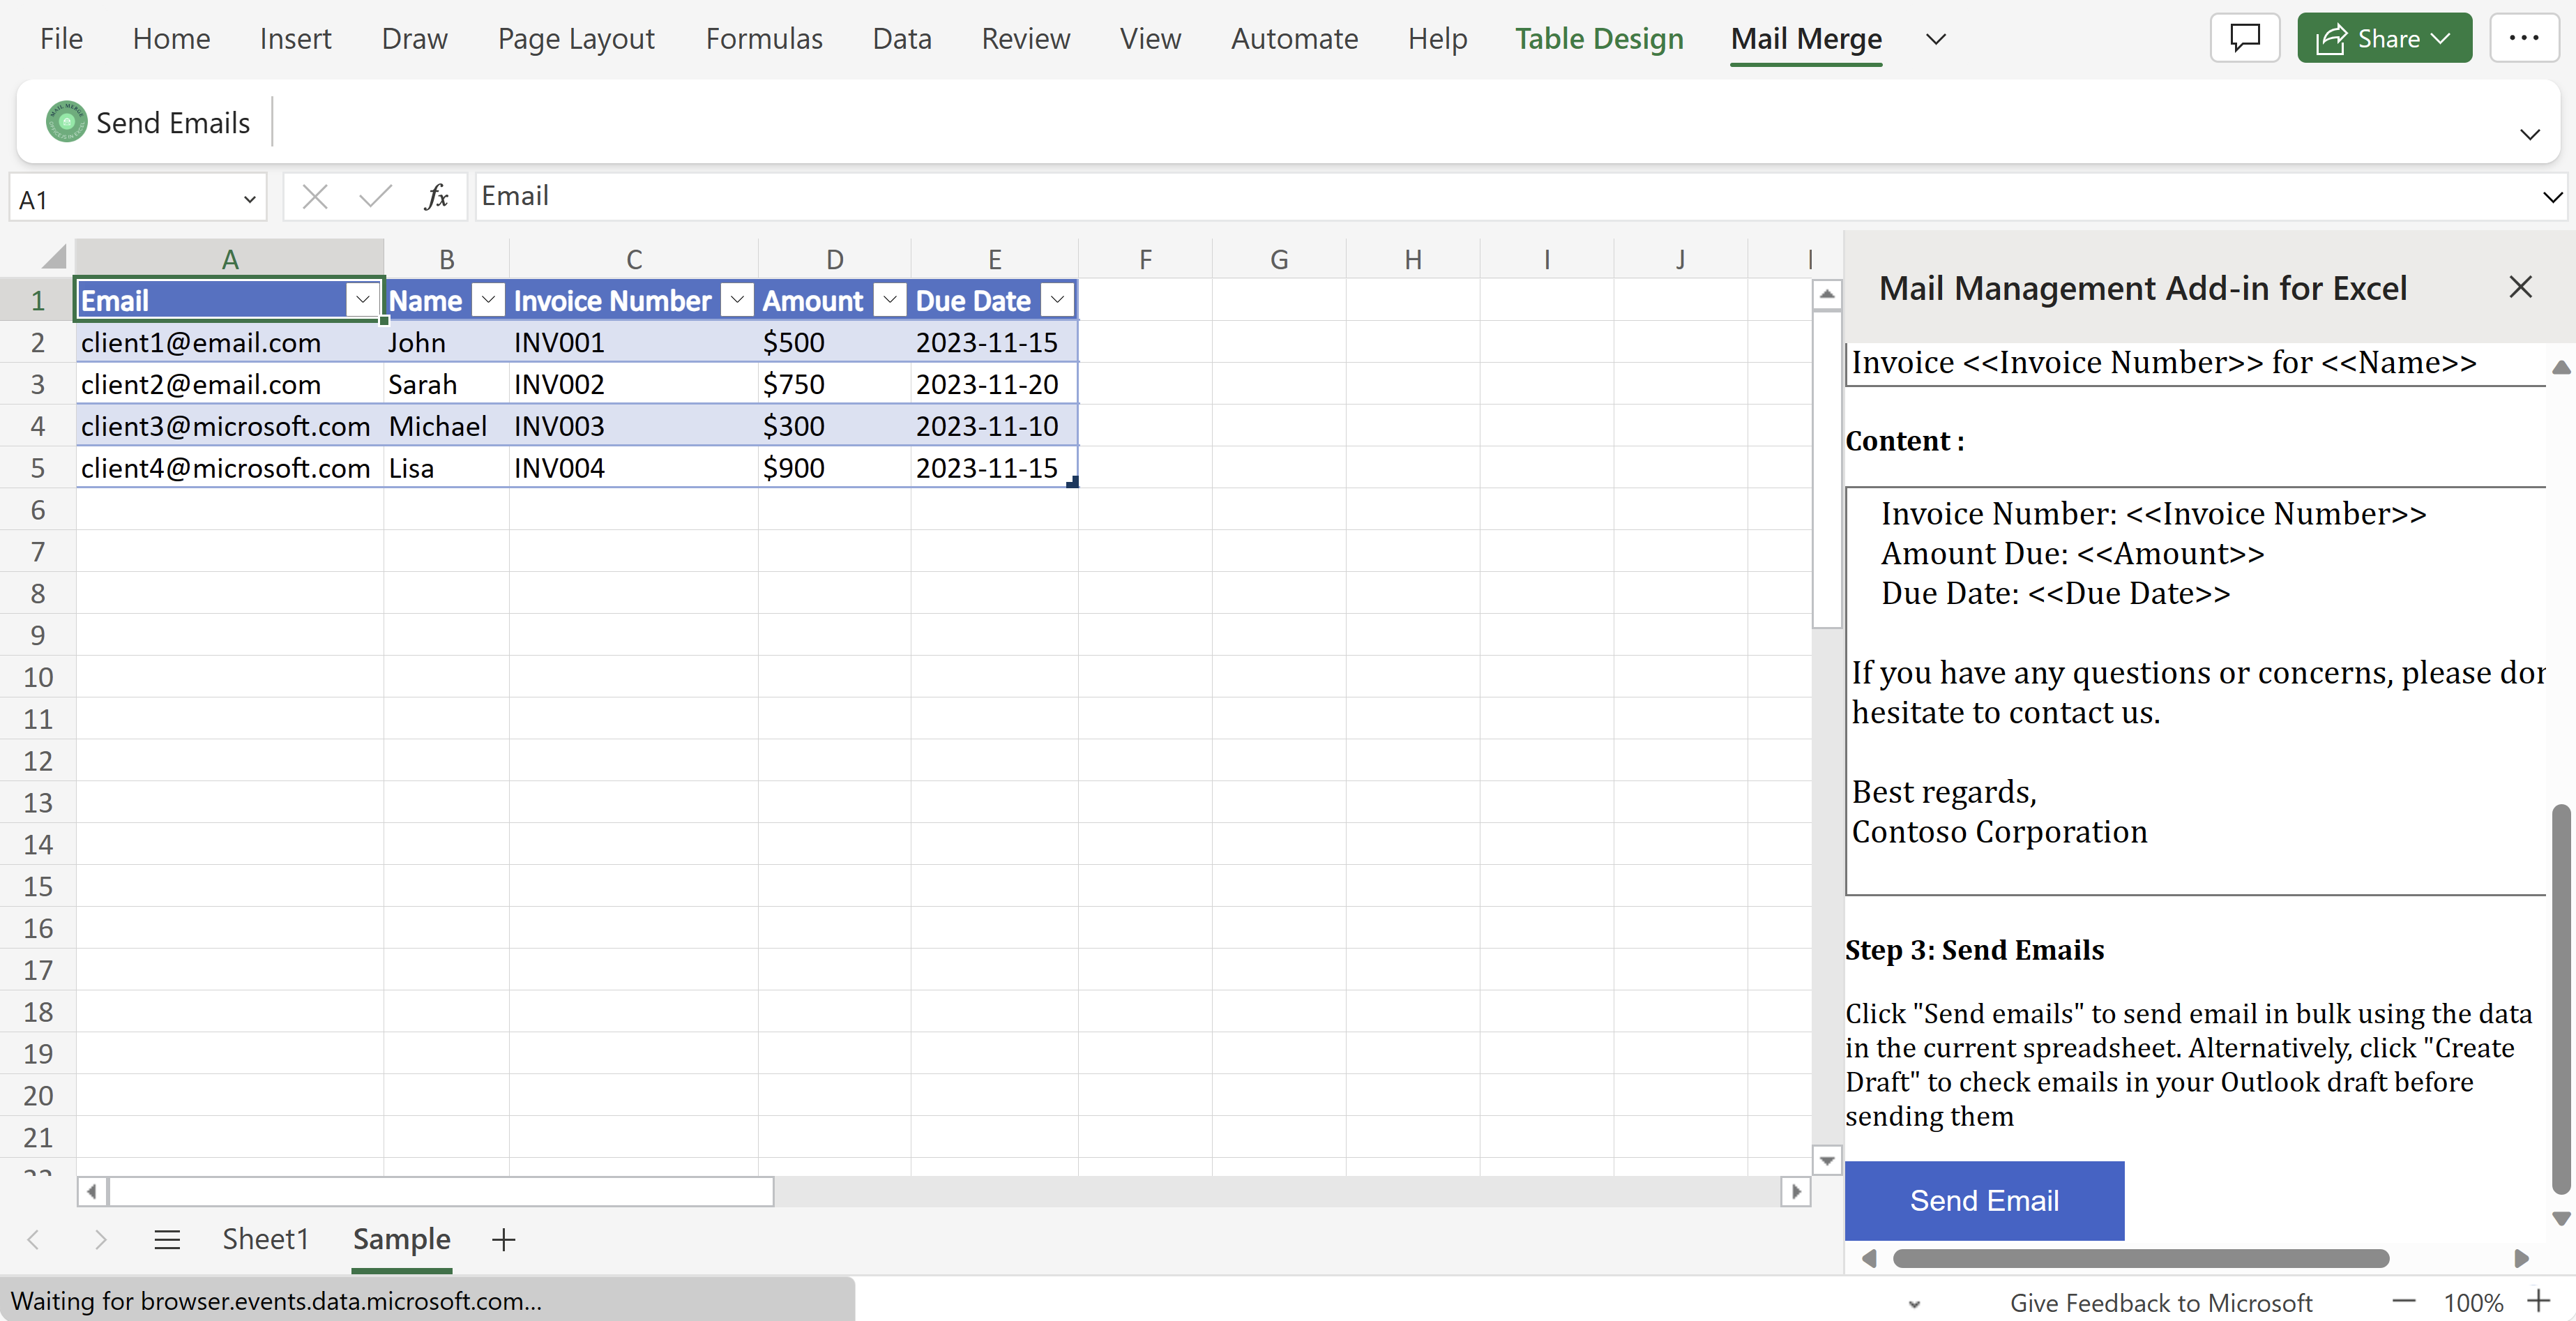 File Home Insert Draw Page Layout Formulas Data Review View Automate Help Table Design Mail Merge Share
Send Emails
A1 fx Email
A B C D E F G H I J
1 Email Name Invoice Number Amount Due Date
2 client1@email.com John INV001 $500 2023-11-15
3 client2@email.com Sarah INV002 $750 2023-11-20
4 client3@microsoft.com Michael INV003 $300 2023-11-10
5 client4@microsoft.com Lisa INV004 $900 2023-11-15
6
7
8
9
10
11
12
13
14
15
16
17
18
19
20
21
Sheet1 Sample
Mail Management Add-in for Excel
Invoice <<Invoice Number>> for <<Name>>
Content :
Invoice Number: <<Invoice Number>>
Amount Due: <<Amount>>
Due Date: <<Due Date>>
If you have any questions or concerns, please don
hesitate to contact us.
Best regards,
Contoso Corporation
Step 3: Send Emails
Click "Send emails" to send email in bulk using the data
in the current spreadsheet. Alternatively, click "Create
Draft" to check emails in your Outlook draft before
sending them
Send Email
Waiting for browser.events.data.microsoft.com...
Give Feedback to Microsoft 100%